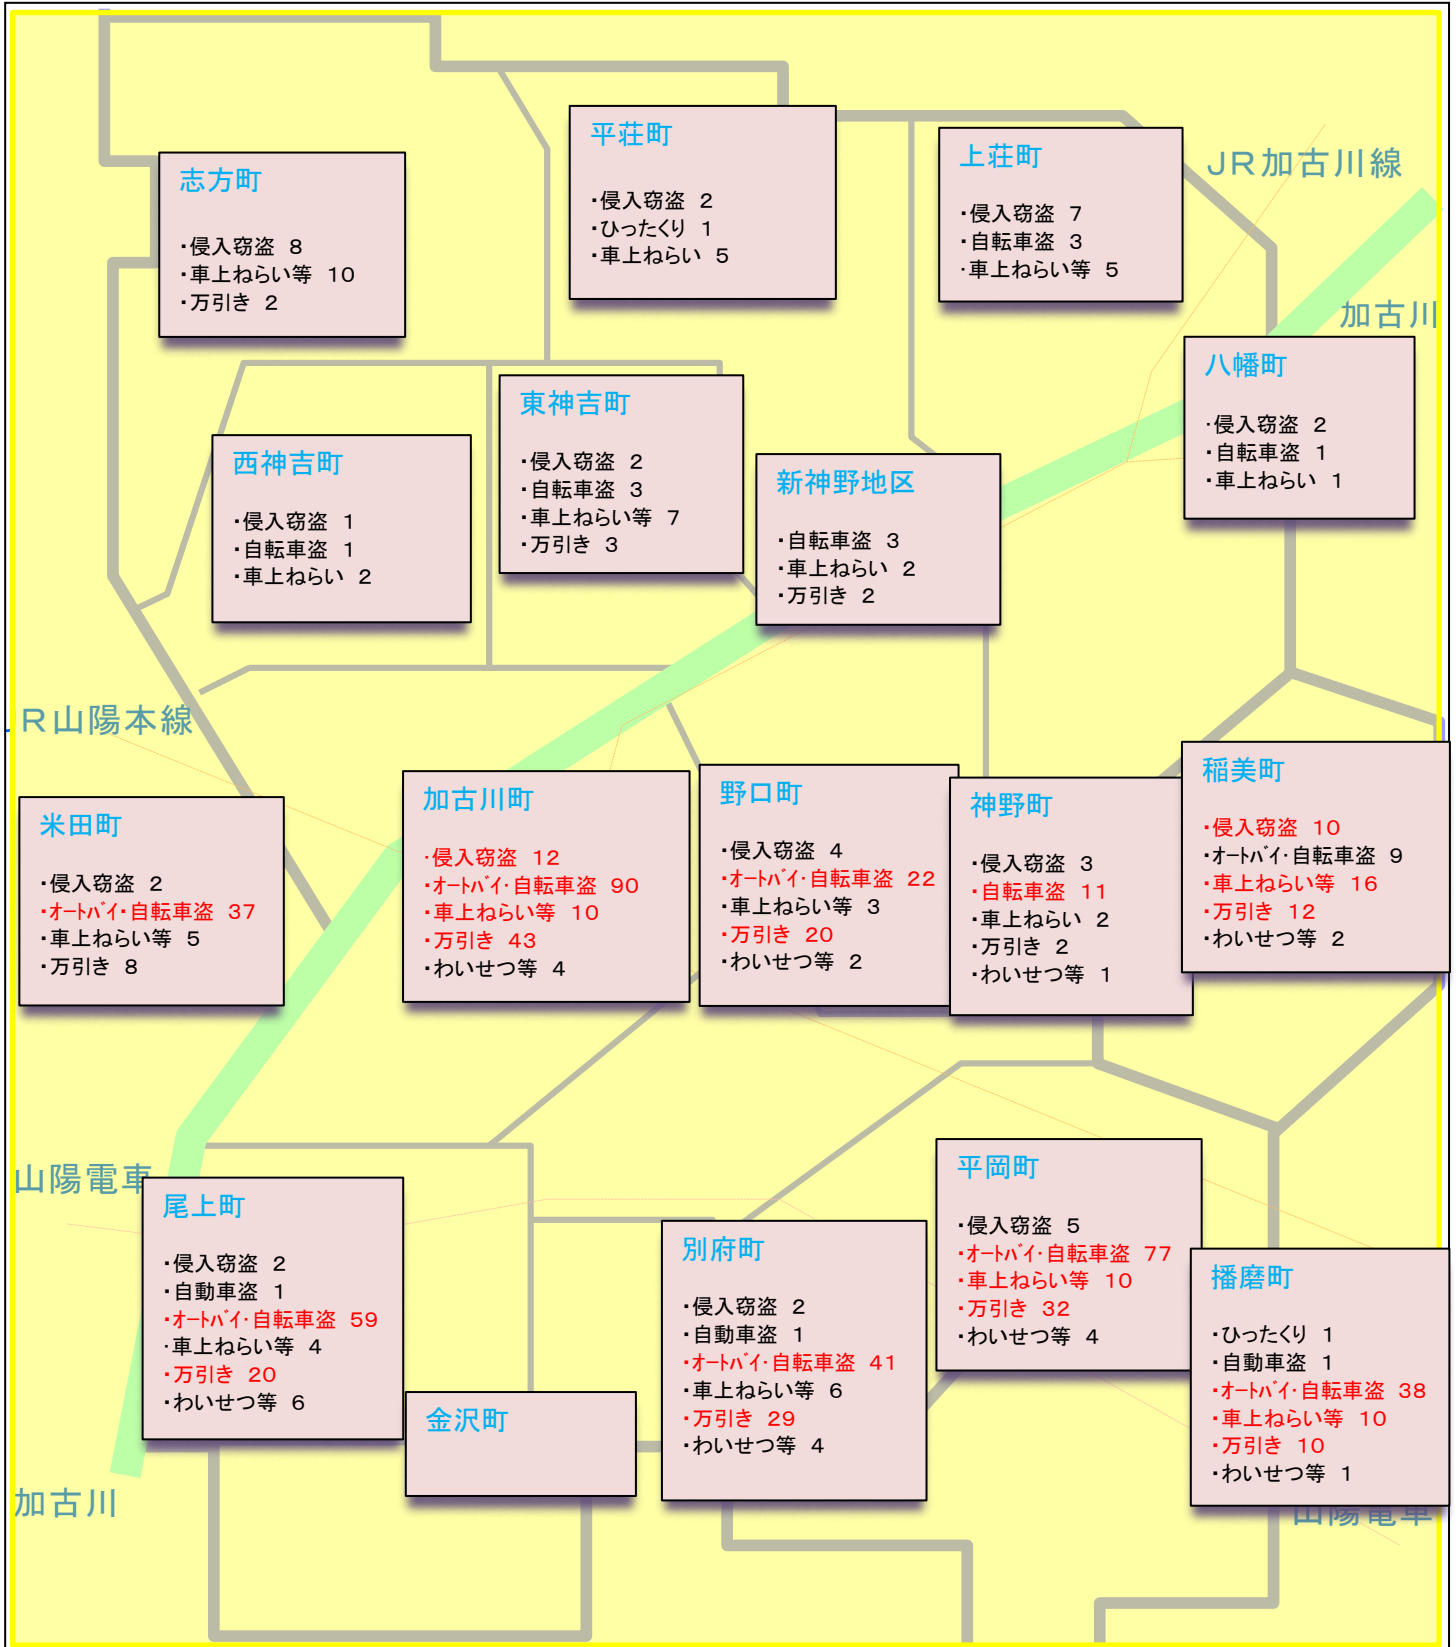 平荘町
・侵入窃盗 2
・ひったくり 1
・車上ねらい 5
上荘町
・侵入窃盗 7
・自転車盗 3
・車上ねらい等 5
JR加古川線
志方町
・侵入窃盗 8
・車上ねらい等 10
・万引き 2
加古川
八幡町
・侵入窃盗 2
・自転車盗 1
・車上ねらい 1
東神吉町
・侵入窃盗 2
・自転車盗 3
・車上ねらい等 7
・万引き 3
西神吉町
・侵入窃盗 1
・自転車盗 1
・車上ねらい 2
新神野地区
・自転車盗 3
・車上ねらい 2
・万引き 2
JR山陽本線
米田町
・侵入窃盗 2
・オートバイ・自転車盗 37
・車上ねらい等 5
・万引き 8
加古川町
・侵入窃盗 12
・オートバイ・自転車盗 90
・車上ねらい等 10
・万引き 43
・わいせつ等 4
野口町
・侵入窃盗 4
・オートバイ・自転車盗 22
・車上ねらい等 3
・万引き 20
・わいせつ等 2
神野町
・侵入窃盗 3
・自転車盗 11
・車上ねらい 2
・万引き 2
・わいせつ等 1
稲美町
・侵入窃盗 10
・オートバイ・自転車盗 9
・車上ねらい等 16
・万引き 12
・わいせつ等 2
山陽電車
尾上町
・侵入窃盗 2
・自動車盗 1
・オートバイ・自転車盗 59
・車上ねらい等 4
・万引き 20
・わいせつ等 6
金沢町
別府町
・侵入窃盗 2
・自動車盗 1
・オートバイ・自転車盗 41
・車上ねらい等 6
・万引き 29
・わいせつ等 4
平岡町
・侵入窃盗 5
・オートバイ・自転車盗 77
・車上ねらい等 10
・万引き 32
・わいせつ等 4
播磨町
・ひったくり 1
・自動車盗 1
・オートバイ・自転車盗 38
・車上ねらい等 10
・万引き 10
・わいせつ等 1
加古川
山陽電車